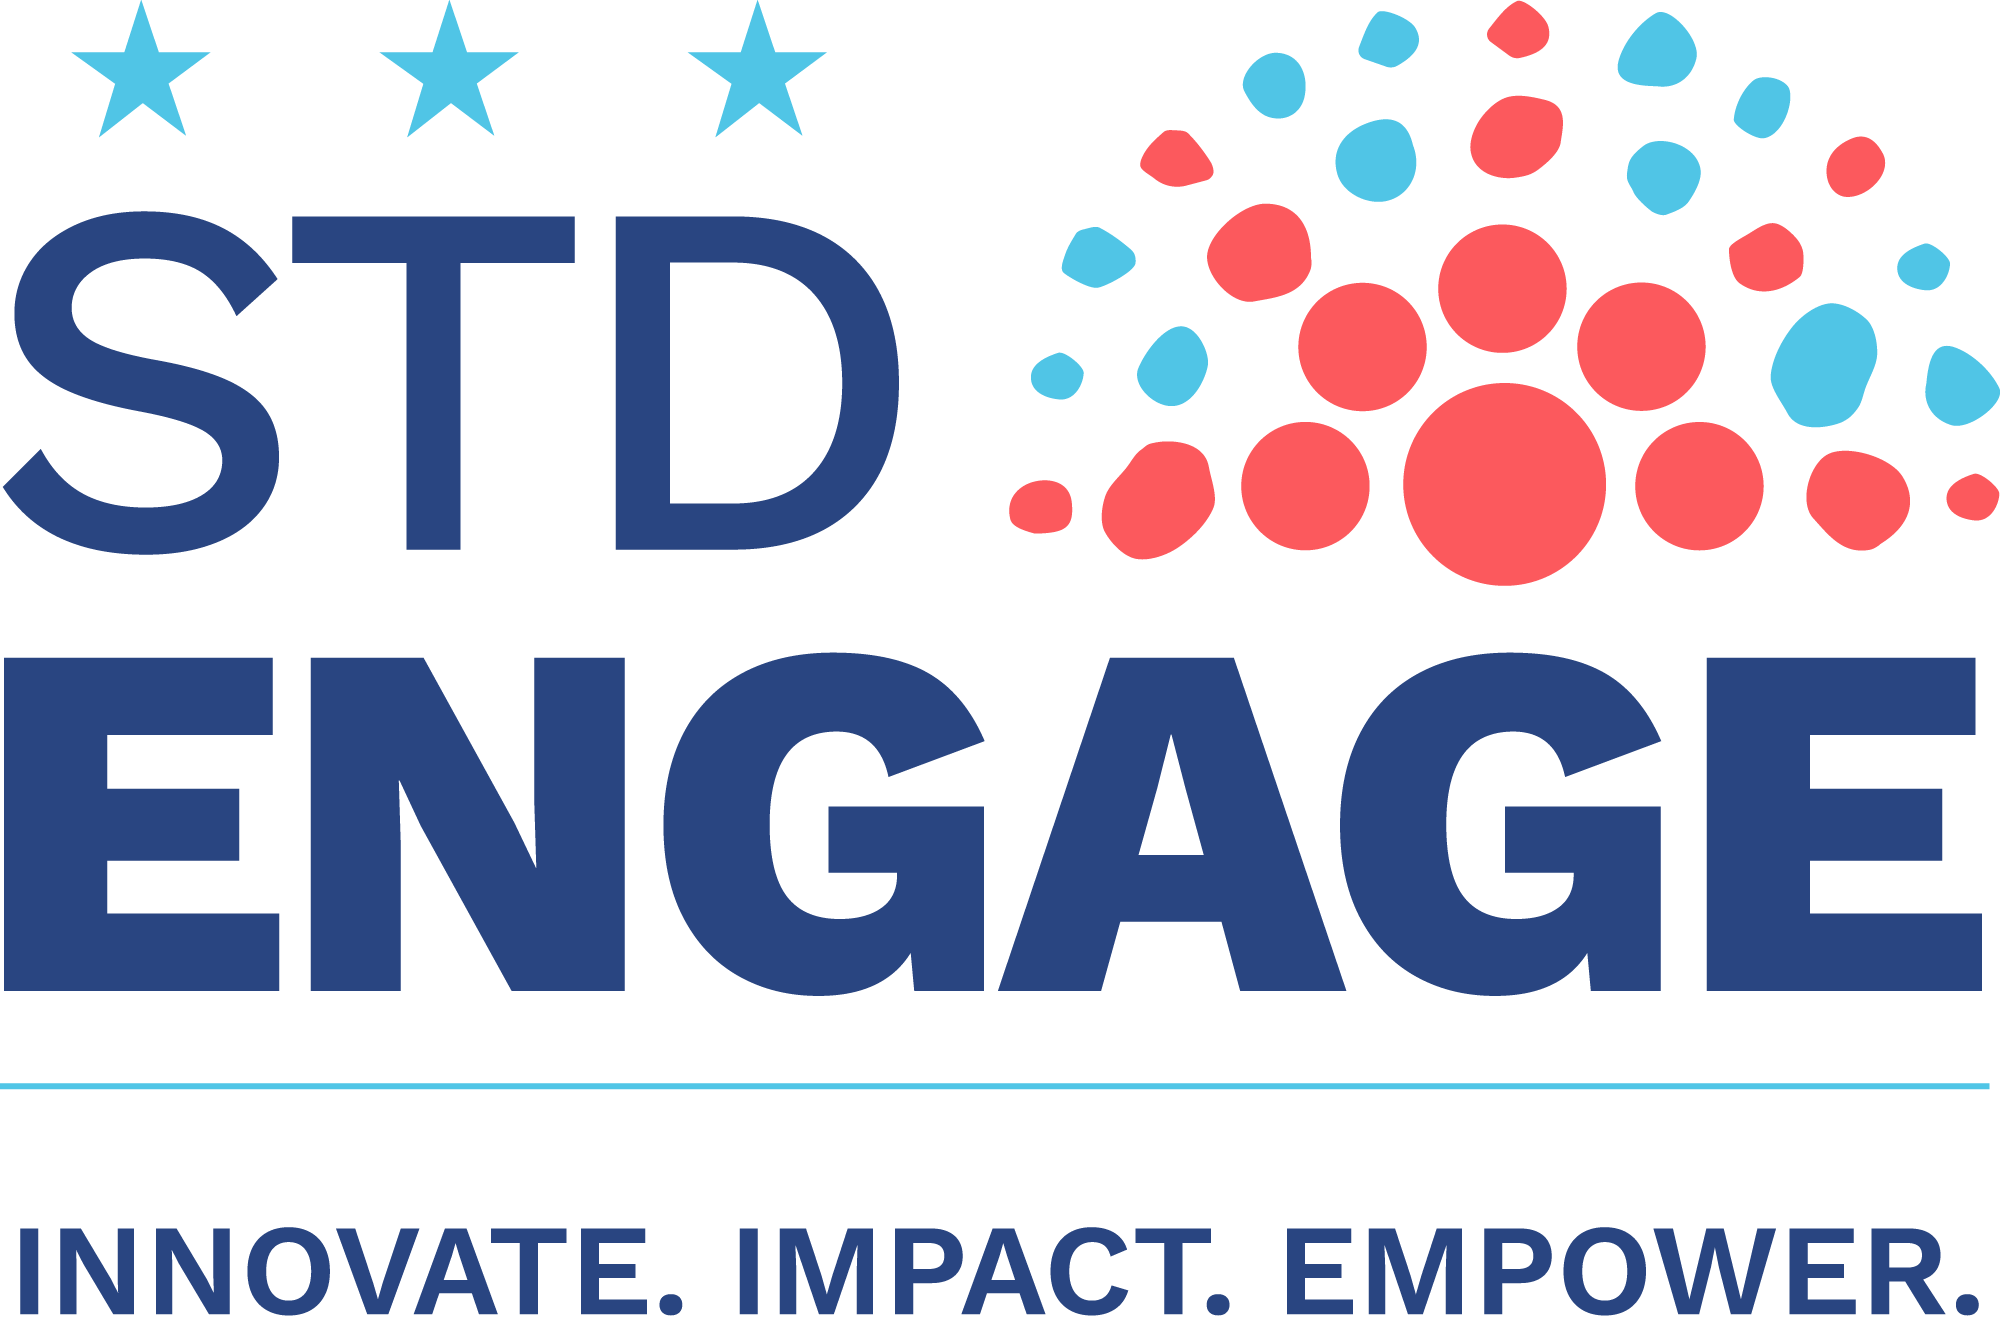 STD
ENGAGE
INNOVATE. IMPACT. EMPOWER.